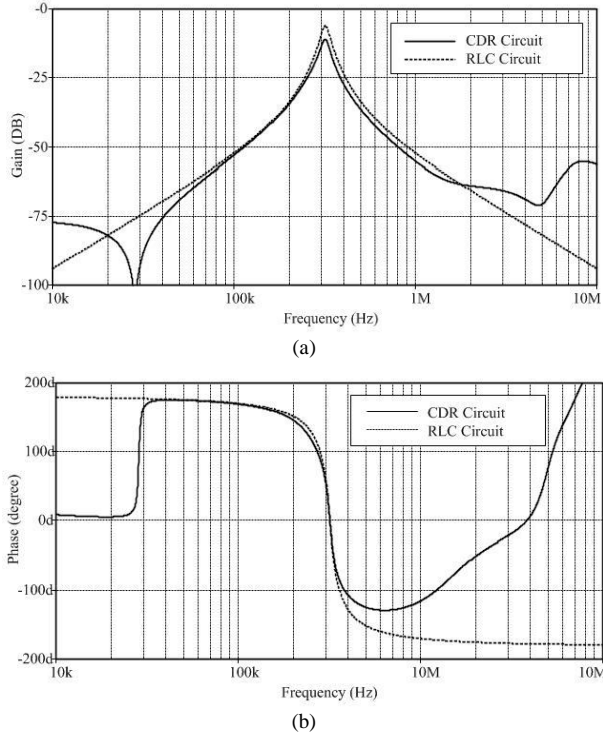 -0
-25
-50
-75
-100
Gain (DB)
CDR Circuit
RLC Circuit
10k 100k 1M 10M
Frequency (Hz)
(a)
200d
100d
0d
-100d
-200d
Phase (degree)
CDR Circuit
RLC Circuit
10k 100k 10M 10M
Frequency (Hz)
(b)